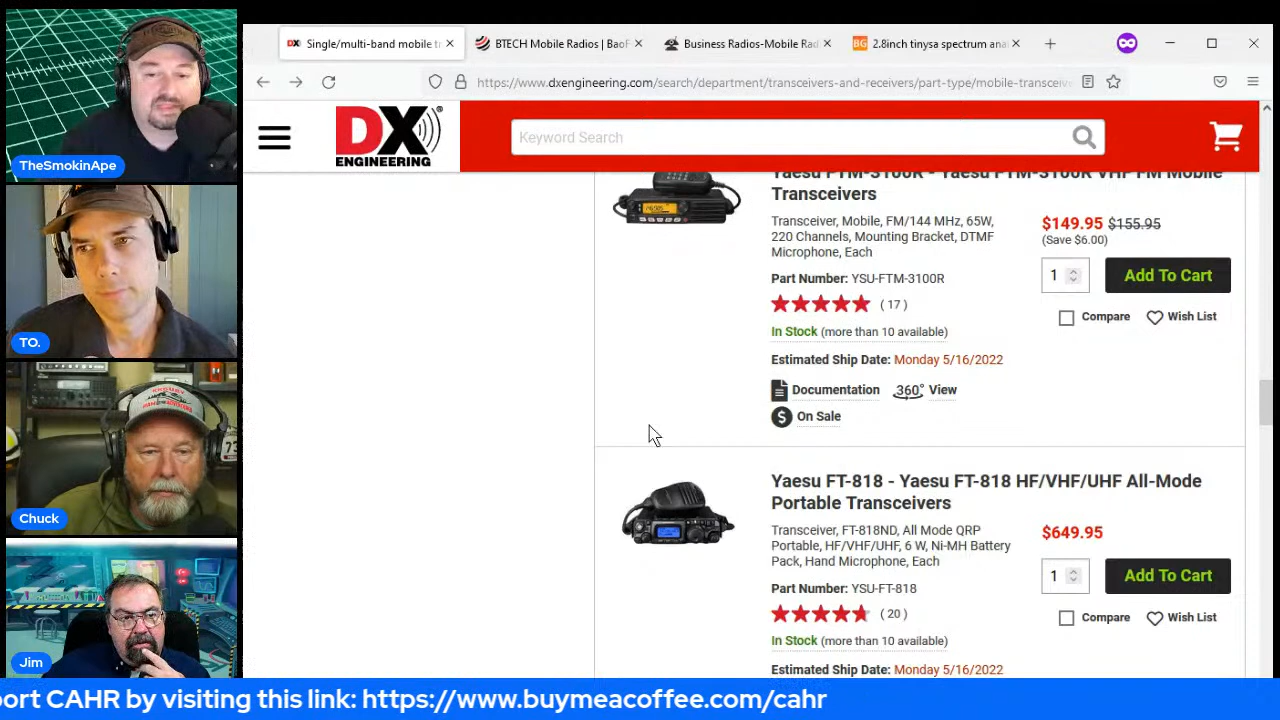 TheSmokinApe
TO.
Chuck
73
Jim
DX Single/multi-band mobile tr
BTECH Mobile Radios | BaoF
Business Radios-Mobile Rad
BG 2.8inch tinysa spectrum ana
https://www.dxengineering.com/search/department/transceivers-and-receivers/part-type/mobile-transceiv
DX
ENGINEERING
Keyword Search
Yaesu FTM-3100R - Yaesu FTM-3100R VHF FM Mobile
Transceivers
Transceiver, Mobile, FM/144 MHz, 65W,
220 Channels, Mounting Bracket, DTMF
Microphone, Each
Part Number: YSU-FTM-3100R
( 17 )
In Stock (more than 10 available)
Estimated Ship Date: Monday 5/16/2022
Documentation 360° View
$ On Sale
$149.95 $155.95
(Save $6.00)
1 Add To Cart
Compare Wish List
Yaesu FT-818 - Yaesu FT-818 HF/VHF/UHF All-Mode
Portable Transceivers
Transceiver, FT-818ND, All Mode QRP
Portable, HF/VHF/UHF, 6 W, Ni-MH Battery
Pack, Hand Microphone, Each
Part Number: YSU-FT-818
( 20 )
In Stock (more than 10 available)
Estimated Ship Date: Monday 5/16/2022
$649.95
1 Add To Cart
Compare Wish List
port CAHR by visiting this link: https://www.buymeacoffee.com/cahr